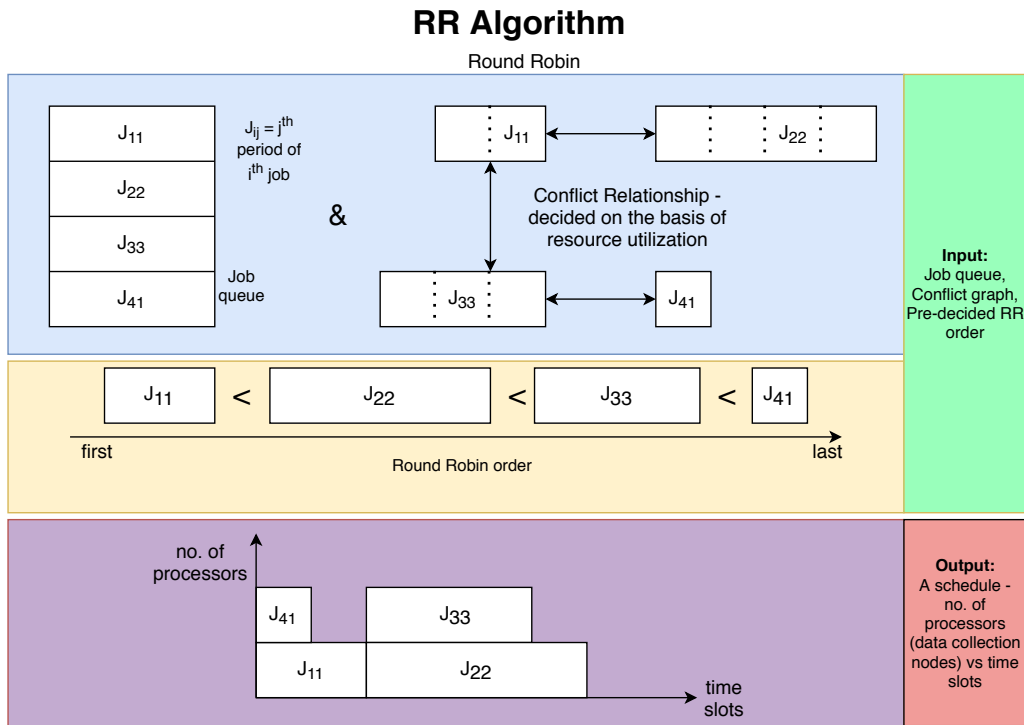 RR Algorithm
Round Robin
J11
J22
J33
J41
Jij = jth
period of
ith job
Job
queue
&
J11
J22
Conflict Relationship -
decided on the basis of
resource utilization
J33
J41
Input:
Job queue,
Conflict graph,
Pre-decided RR
order
J11 < J22 < J33 < J41
first
last
Round Robin order
no. of
processors
J41
J33
J11
J22
time
slots
Output:
A schedule -
no. of
processors
(data collection
nodes) vs time
slots